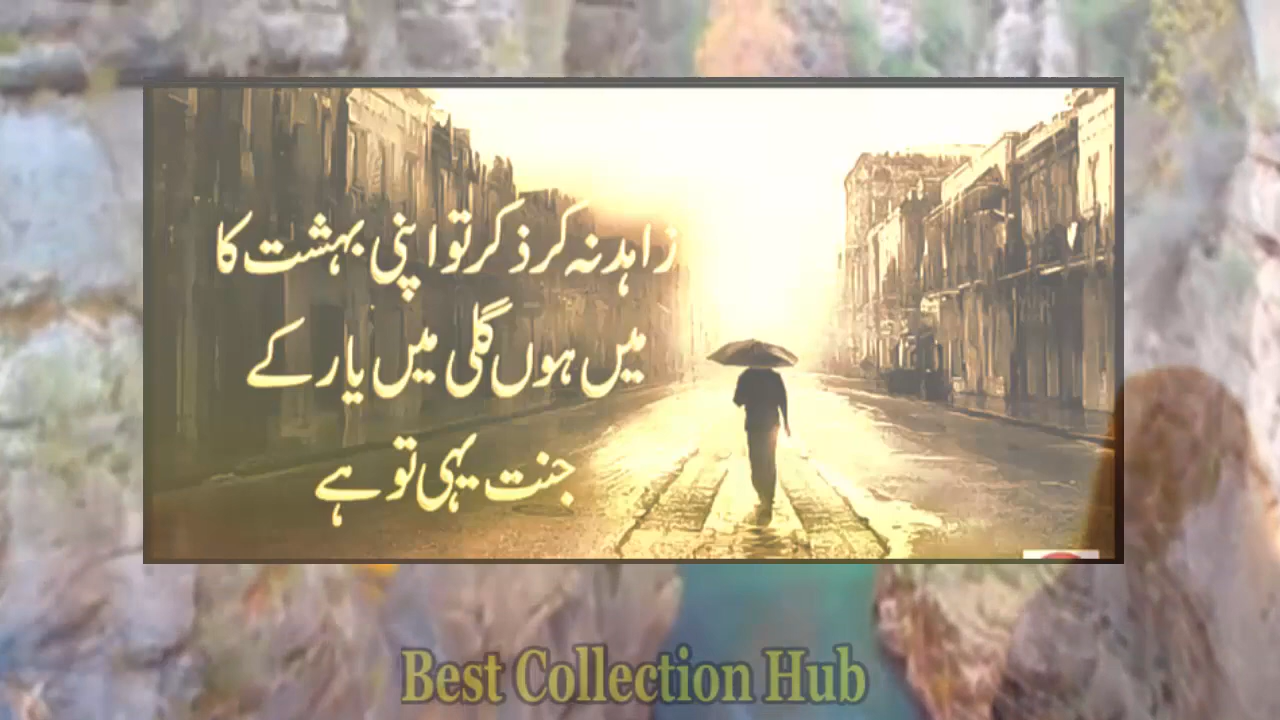 زاہد نہ کر ذکر تو اپنی بہشت کا
میں ہوں گلی میں یار کے
جنت یہی تو ہے
Best Collection Hub